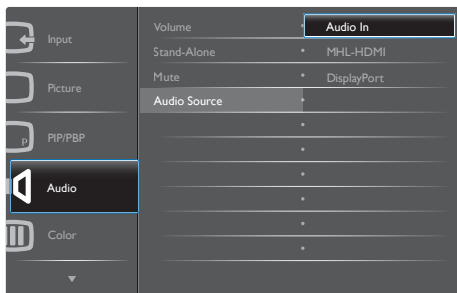 Input
Picture
P
PIP/PBP
Audio
Color
Volume
Stand-Alone
Mute
Audio Source
Audio In
MHL-HDMI
DisplayPort